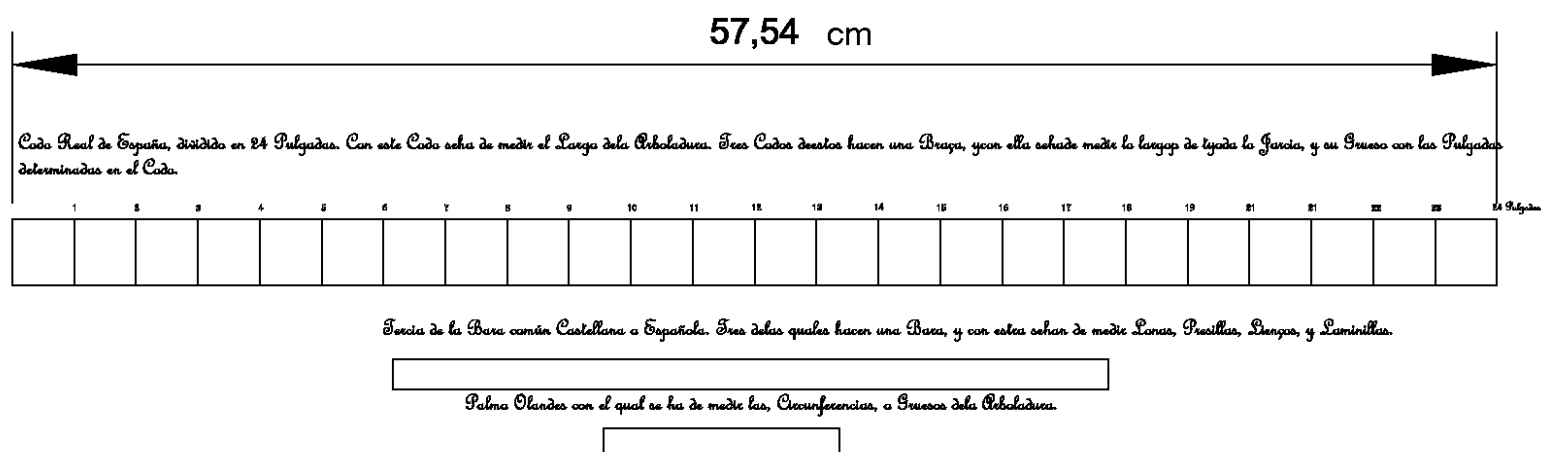 57,54 cm
Codo Real de España, dividido en 24 Pulgadas. Con este Codo seha de medir el Largo dela Arboladura. Tres Codos deestos hacen una Braça, ycon ella sehade medir lo largop de tyoda la Jarcia, y su Grueso con las Pulgadas
determinadas en el Codo.
1 2 3 4 5 6 7 8 9 10 11 12 13 14 15 16 17 18 19 21 21 22 23 24 Pulgadas
Tercia de la Bara común Castellana o Española. Tres delas quales hacen una Bara, y con estra sehan de medir Lonas, Presillas, Lienços, y Laminillas.
Palmo Olandes con el qual se ha de medir las, Circunferencias, o Gruesos dela Arboladura.